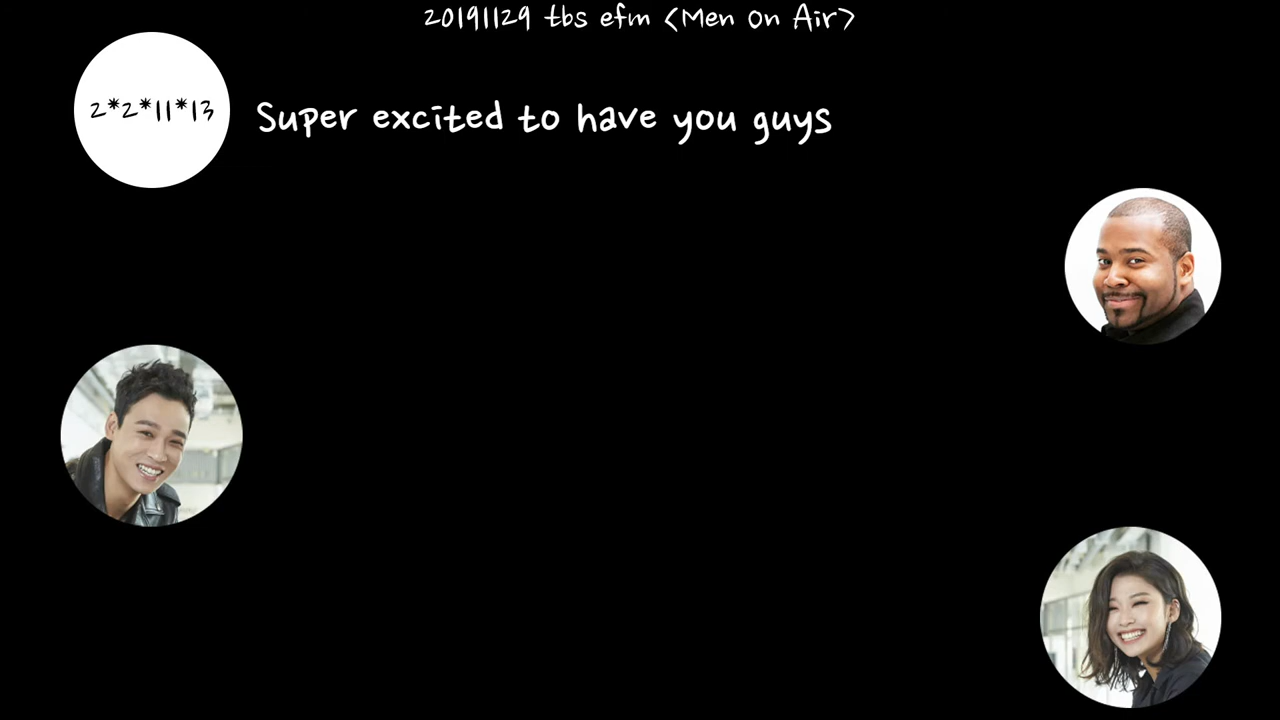 20191129 tbs efm <Men On Air>
2*2*11*13
Super excited to have you guys